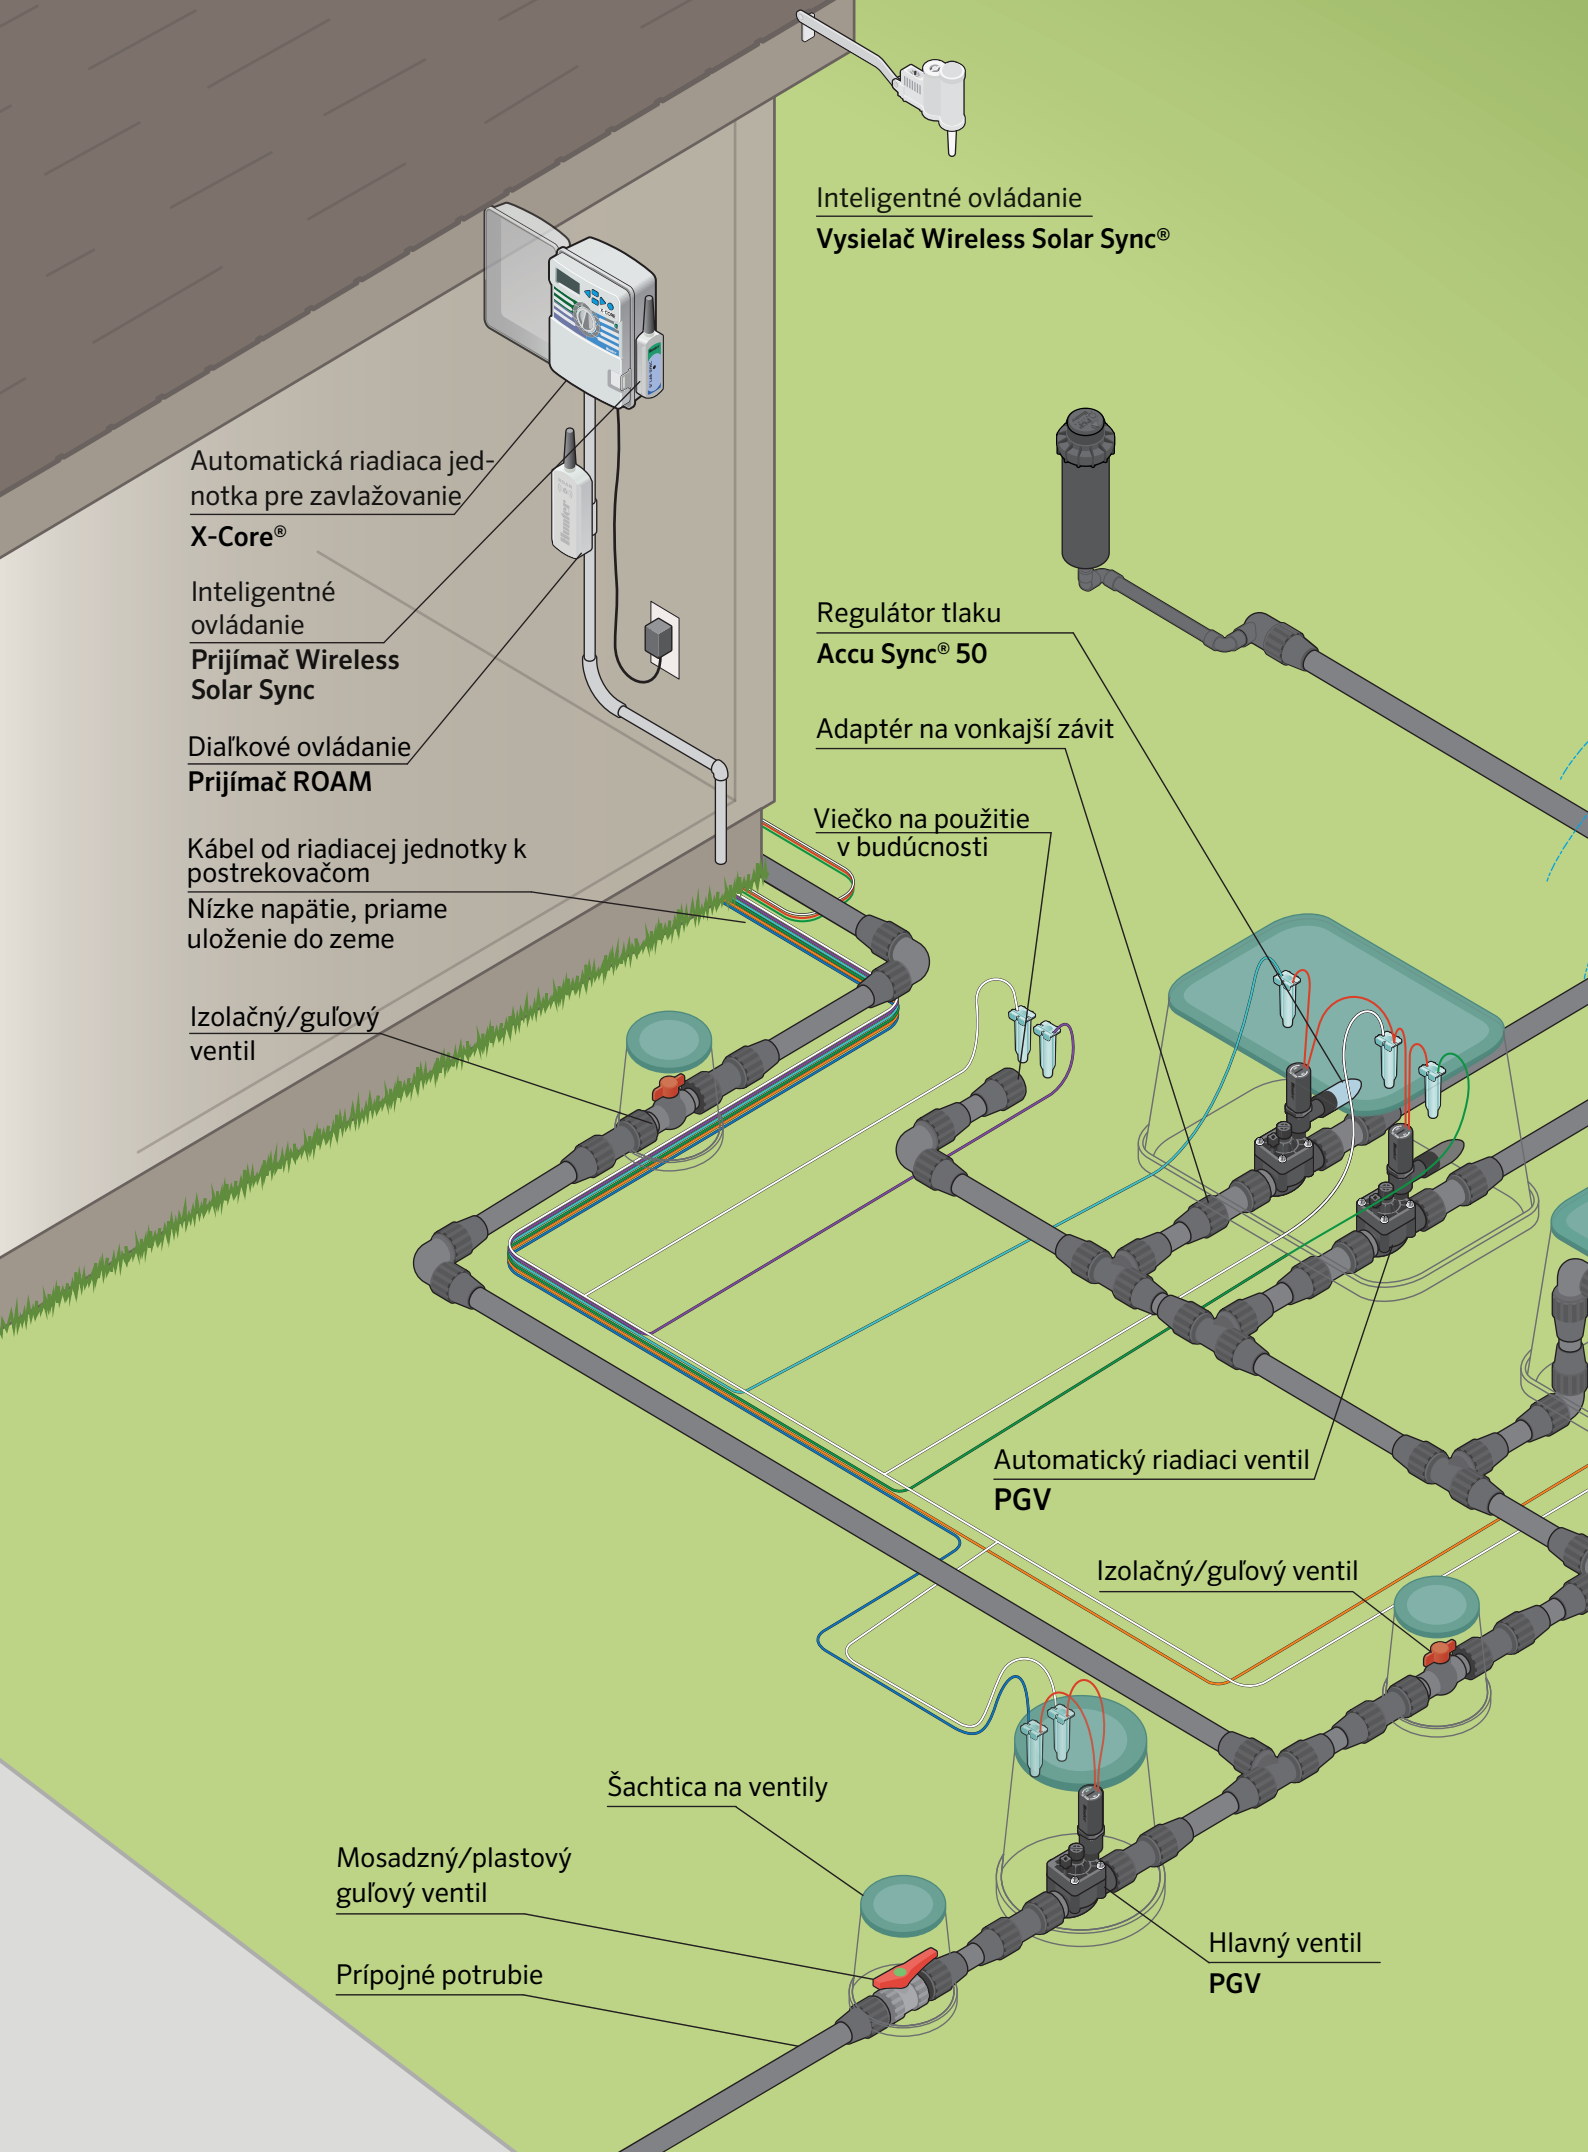 Inteligentné ovládanie
Vysielač Wireless Solar Sync®
Automatická riadiaca jed-
notka pre zavlažovanie
X-Core®
Inteligentné
ovládanie
Prijímač Wireless
Solar Sync
Diaľkové ovládanie
Prijímač ROAM
Kábel od riadiacej jednotky k
postrekovačom
Nízke napätie, priame
uloženie do zeme
Izolačný/guľový
ventil
Regulátor tlaku
Accu Sync® 50
Adaptér na vonkajší závit
Viečko na použitie
v budúcnosti
Automatický riadiaci ventil
PGV
Izolačný/guľový ventil
Šachtica na ventily
Mosadzný/plastový
guľový ventil
Prípojné potrubie
Hlavný ventil
PGV
X CORE
Hunter